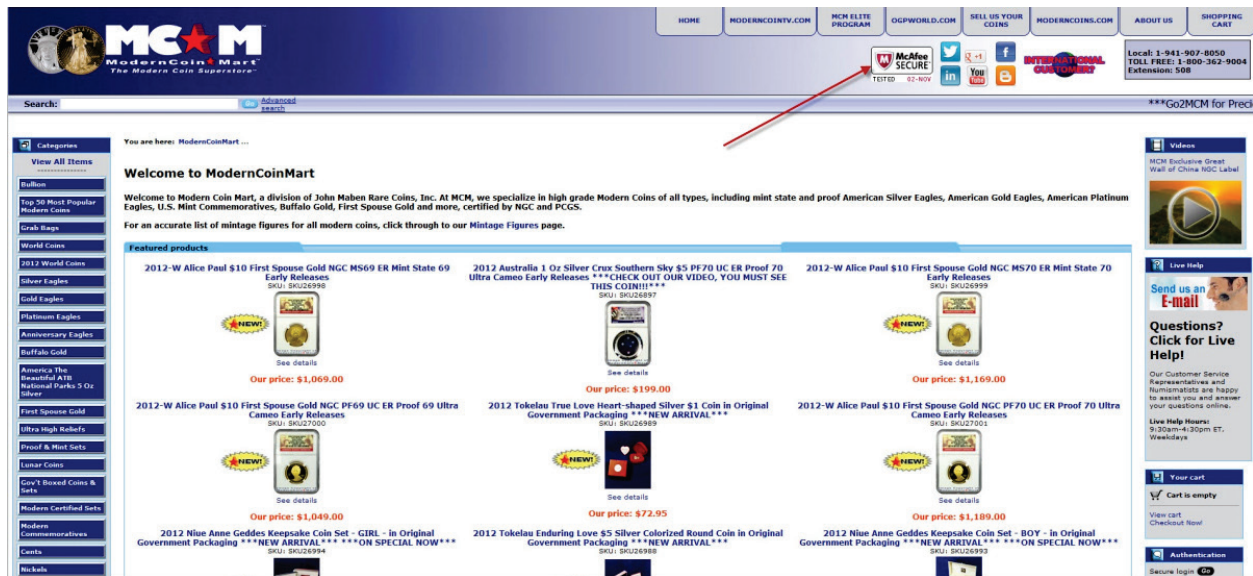 MCM
ModernCoinMart
The Modern Coin Superstore
HOME
MODERNCOINTV.COM
MCM ELITE
PROGRAM
OGPWORLD.COM
SELL US YOUR
COINS
MODERNCOINS.COM
ABOUT US
SHOPPING
CART
McAfee
SECURE
TESTED 02-NOV
+1
You
Tube
INTERNATIONAL
CUSTOMER?
Local: 1-941-907-8050
TOLL FREE: 1-800-362-9004
Extension: 508
Search:
Go
Advanced
search
***Go2MCM for Preci
Categories
View All Items
Bullion
Top 50 Most Popular
Modern Coins
Grab Bags
World Coins
2012 World Coins
Silver Eagles
Gold Eagles
Platinum Eagles
Anniversary Eagles
Buffalo Gold
America The
Beautiful ATB
National Parks 5 Oz
Silver
First Spouse Gold
Ultra High Reliefs
Proof & Mint Sets
Lunar Coins
Gov't Boxed Coins &
Sets
Modern Certified Sets
Modern
Commemoratives
Cents
Nickels
You are here: ModernCoinMart ...
Welcome to ModernCoinMart
Welcome to Modern Coin Mart, a division of John Maben Rare Coins, Inc. At MCM, we specialize in high grade Modern Coins of all types, including mint state and proof American Silver Eagles, American Gold Eagles, American Platinum
Eagles, U.S. Mint Commemoratives, Buffalo Gold, First Spouse Gold and more, certified by NGC and PCGS.
For an accurate list of mintage figures for all modern coins, click through to our Mintage Figures page.
Featured products
2012-W Alice Paul $10 First Spouse Gold NGC MS69 ER Mint State 69
Early Releases
SKU: SKU26998
NEW!
See details
Our price: $1,069.00
2012 Australia 1 Oz Silver Crux Southern Sky $5 PF70 UC ER Proof 70
Ultra Cameo Early Releases ***CHECK OUT OUR VIDEO, YOU MUST SEE
THIS COIN!!!***
SKU: SKU26897
See details
Our price: $199.00
2012-W Alice Paul $10 First Spouse Gold NGC MS70 ER Mint State 70
Early Releases
SKU: SKU26999
NEW!
See details
Our price: $1,169.00
2012-W Alice Paul $10 First Spouse Gold NGC PF69 UC ER Proof 69 Ultra
Cameo Early Releases
SKU: SKU27000
NEW!
See details
Our price: $1,049.00
2012 Tokelau True Love Heart-shaped Silver $1 Coin in Original
Government Packaging ***NEW ARRIVAL***
SKU: SKU26989
NEW!
See details
Our price: $72.95
2012-W Alice Paul $10 First Spouse Gold NGC PF70 UC ER Proof 70 Ultra
Cameo Early Releases
SKU: SKU27001
NEW!
See details
Our price: $1,189.00
2012 Niue Anne Geddes Keepsake Coin Set - GIRL - in Original
Government Packaging ***NEW ARRIVAL*** ***ON SPECIAL NOW***
SKU: SKU26994
2012 Tokelau Enduring Love $5 Silver Colorized Round Coin in Original
Government Packaging ***NEW ARRIVAL***
SKU: SKU26988
2012 Niue Anne Geddes Keepsake Coin Set - BOY - in Original
Government Packaging ***NEW ARRIVAL*** ***ON SPECIAL NOW***
SKU: SKU26993
Videos
MCM Exclusive Great
Wall of China NGC Label
Live Help
Send us an
E-mail
Questions?
Click for Live
Help!
Our Customer Service
Representatives and
Numismatists are happy
to assist you and answer
your questions online.
Live Help Hours:
9:30am-4:30pm ET.
Weekdays
Your cart
Cart is empty
View cart
Checkout Now!
Authentication
Secure login Go